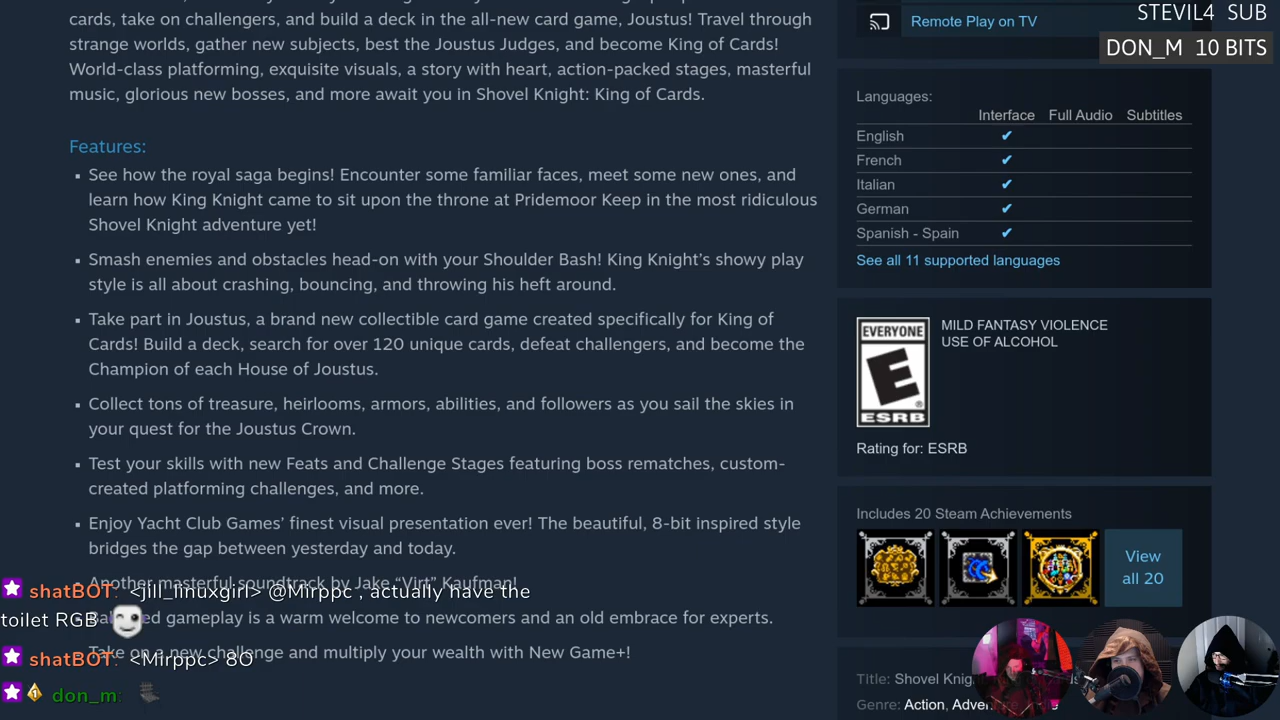 cards, take on challengers, and build a deck in the all-new card game, Joustus! Travel through
strange worlds, gather new subjects, best the Joustus Judges, and become King of Cards!
World-class platforming, exquisite visuals, a story with heart, action-packed stages, masterful
music, glorious new bosses, and more await you in Shovel Knight: King of Cards.
Features:
▪ See how the royal saga begins! Encounter some familiar faces, meet some new ones, and
learn how King Knight came to sit upon the throne at Pridemoor Keep in the most ridiculous
Shovel Knight adventure yet!
▪ Smash enemies and obstacles head-on with your Shoulder Bash! King Knight's showy play
style is all about crashing, bouncing, and throwing his heft around.
▪ Take part in Joustus, a brand new collectible card game created specifically for King of
Cards! Build a deck, search for over 120 unique cards, defeat challengers, and become the
Champion of each House of Joustus.
▪ Collect tons of treasure, heirlooms, armors, abilities, and followers as you sail the skies in
your quest for the Joustus Crown.
▪ Test your skills with new Feats and Challenge Stages featuring boss rematches, custom-
created platforming challenges, and more.
▪ Enjoy Yacht Club Games' finest visual presentation ever! The beautiful, 8-bit inspired style
bridges the gap between yesterday and today.
▪ Another masterful soundtrack by Jake "Virt" Kaufman!
gameplay is a warm welcome to newcomers and an old embrace for experts.
Take on a new challenge and multiply your wealth with New Game+!
shatBOT: <jill_linuxgirl> @Mirppc , actually have the
toilet RGB
shatBOT: <Mirppc> 8O
don_m:
STEVIL4 SUB
DON_M 10 BITS
Remote Play on TV
Languages:
Interface Full Audio Subtitles
English ✔
French ✔
Italian ✔
German ✔
Spanish - Spain ✔
See all 11 supported languages
EVERYONE
E
ESRB
MILD FANTASY VIOLENCE
USE OF ALCOHOL
Rating for: ESRB
Includes 20 Steam Achievements
View
all 20
Title: Shovel
Genre: Action,